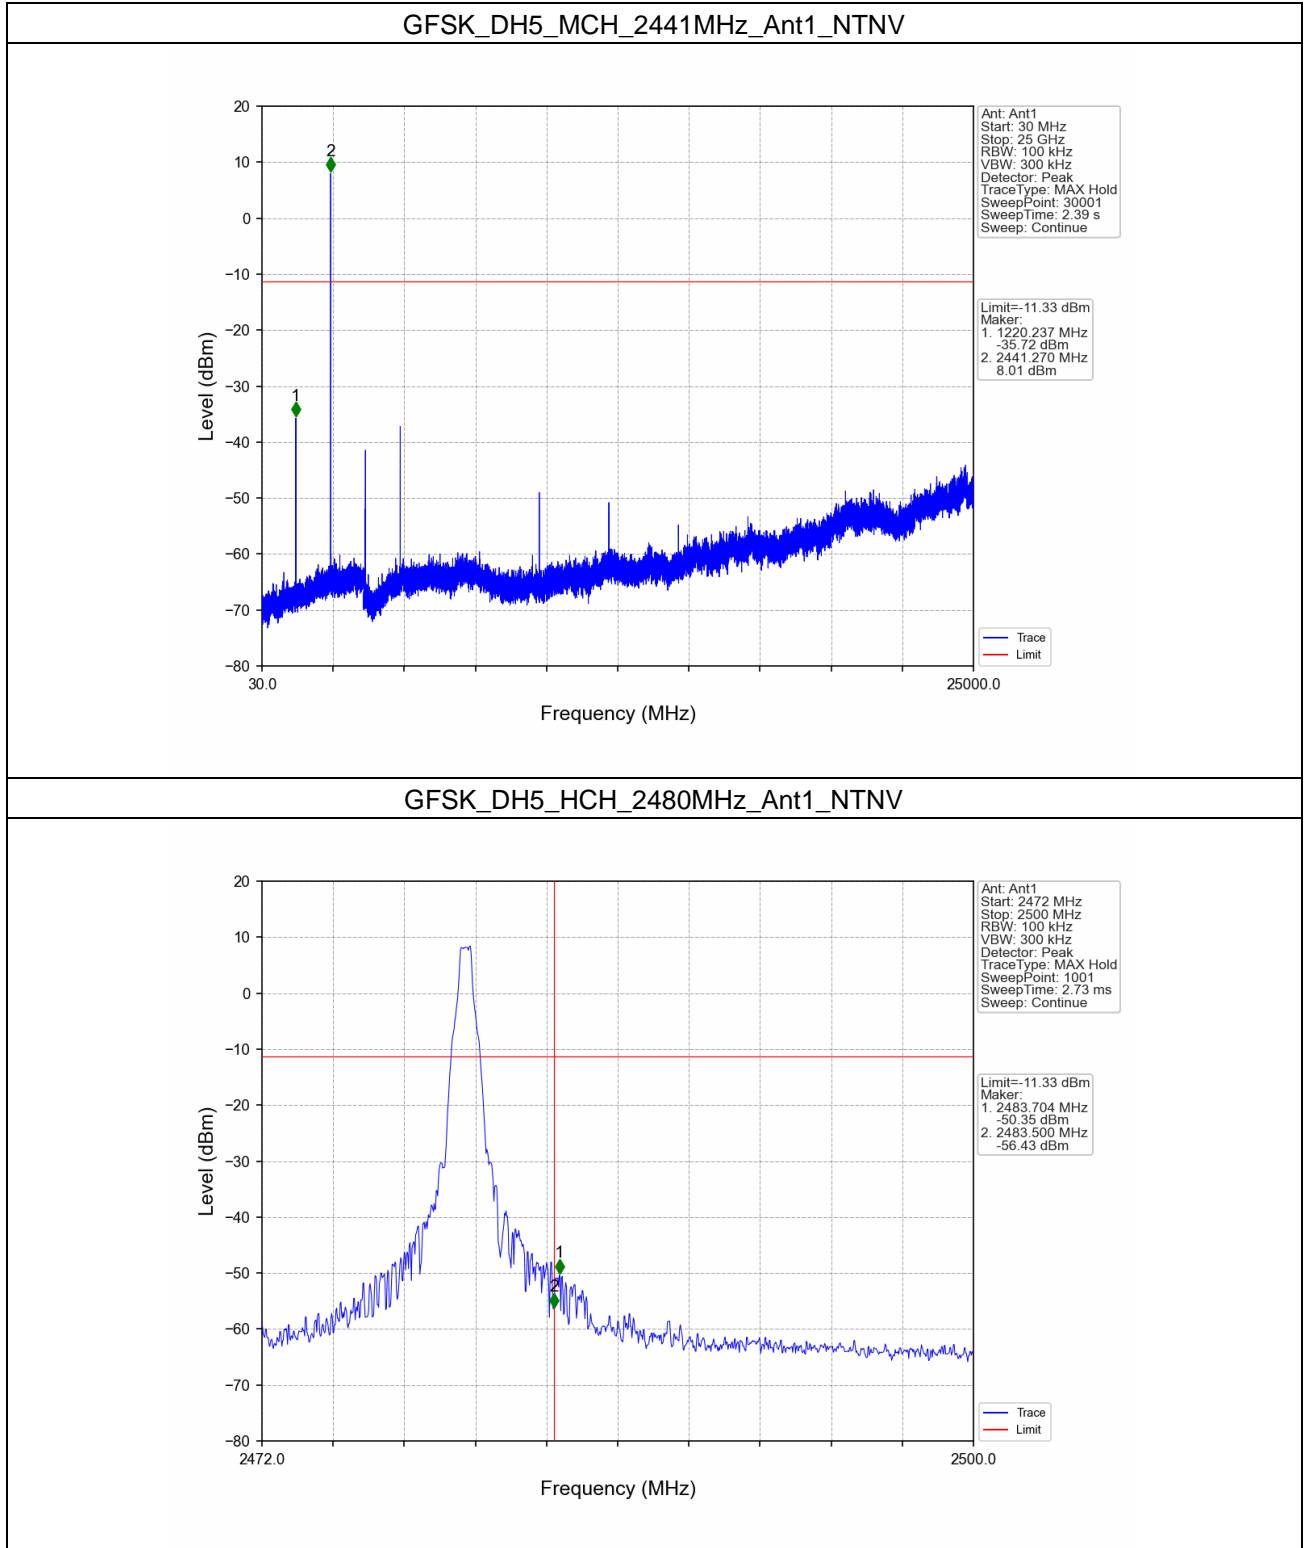 GFSK_DH5_MCH_2441MHz_Ant1_NTNV
20
10
0
−10
−20
−30
−40
−50
−60
−70
−80
Level (dBm)
1
2
30.0
25000.0
Frequency (MHz)
Ant: Ant1
Start: 30 MHz
Stop: 25 GHz
RBW: 100 kHz
VBW: 300 kHz
Detector: Peak
TraceType: MAX Hold
SweepPoint: 30001
SweepTime: 2.39 s
Sweep: Continue
Limit=-11.33 dBm
Maker:
1. 1220.237 MHz
-35.72 dBm
2. 2441.270 MHz
8.01 dBm
Trace
Limit
GFSK_DH5_HCH_2480MHz_Ant1_NTNV
20
10
0
−10
−20
−30
−40
−50
−60
−70
−80
Level (dBm)
1
2
2472.0
2500.0
Frequency (MHz)
Ant: Ant1
Start: 2472 MHz
Stop: 2500 MHz
RBW: 100 kHz
VBW: 300 kHz
Detector: Peak
TraceType: MAX Hold
SweepPoint: 1001
SweepTime: 2.73 ms
Sweep: Continue
Limit=-11.33 dBm
Maker:
1. 2483.704 MHz
-50.35 dBm
2. 2483.500 MHz
-56.43 dBm
Trace
Limit